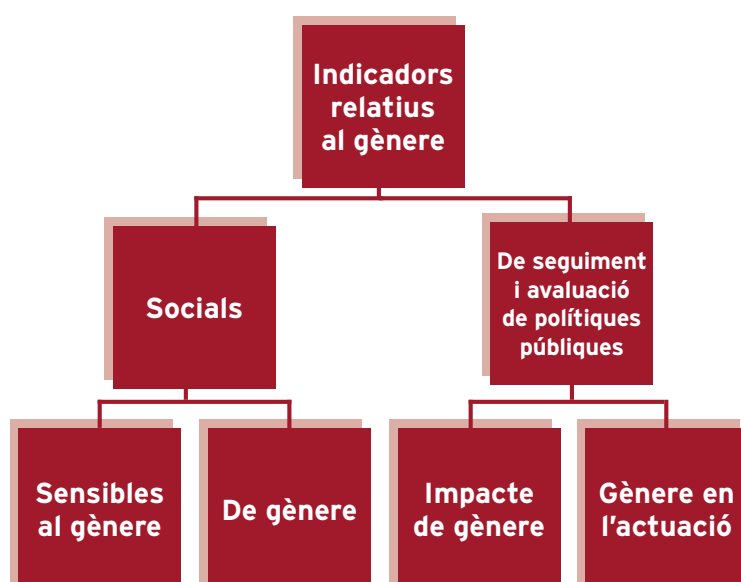 Indicadors
relatius
al gènere
Socials
De seguiment
i avaluació
de polítiques
públiques
Sensibles
al gènere
De gènere
Impacte
de gènere
Gènere en
l'actuació